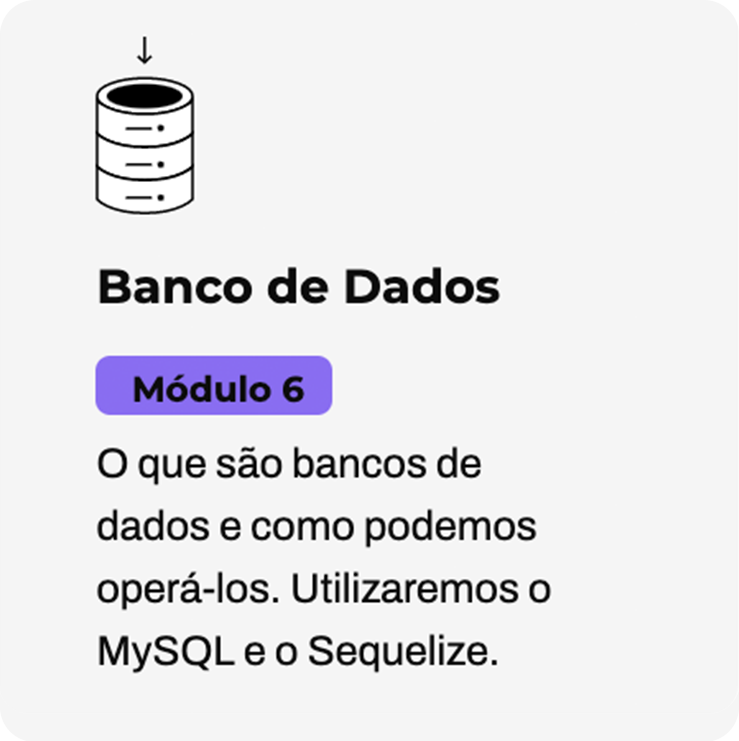 Banco de Dados
Módulo 6
O que são bancos de
dados e como podemos
operá-los. Utilizaremos o
MySQL e o Sequelize.